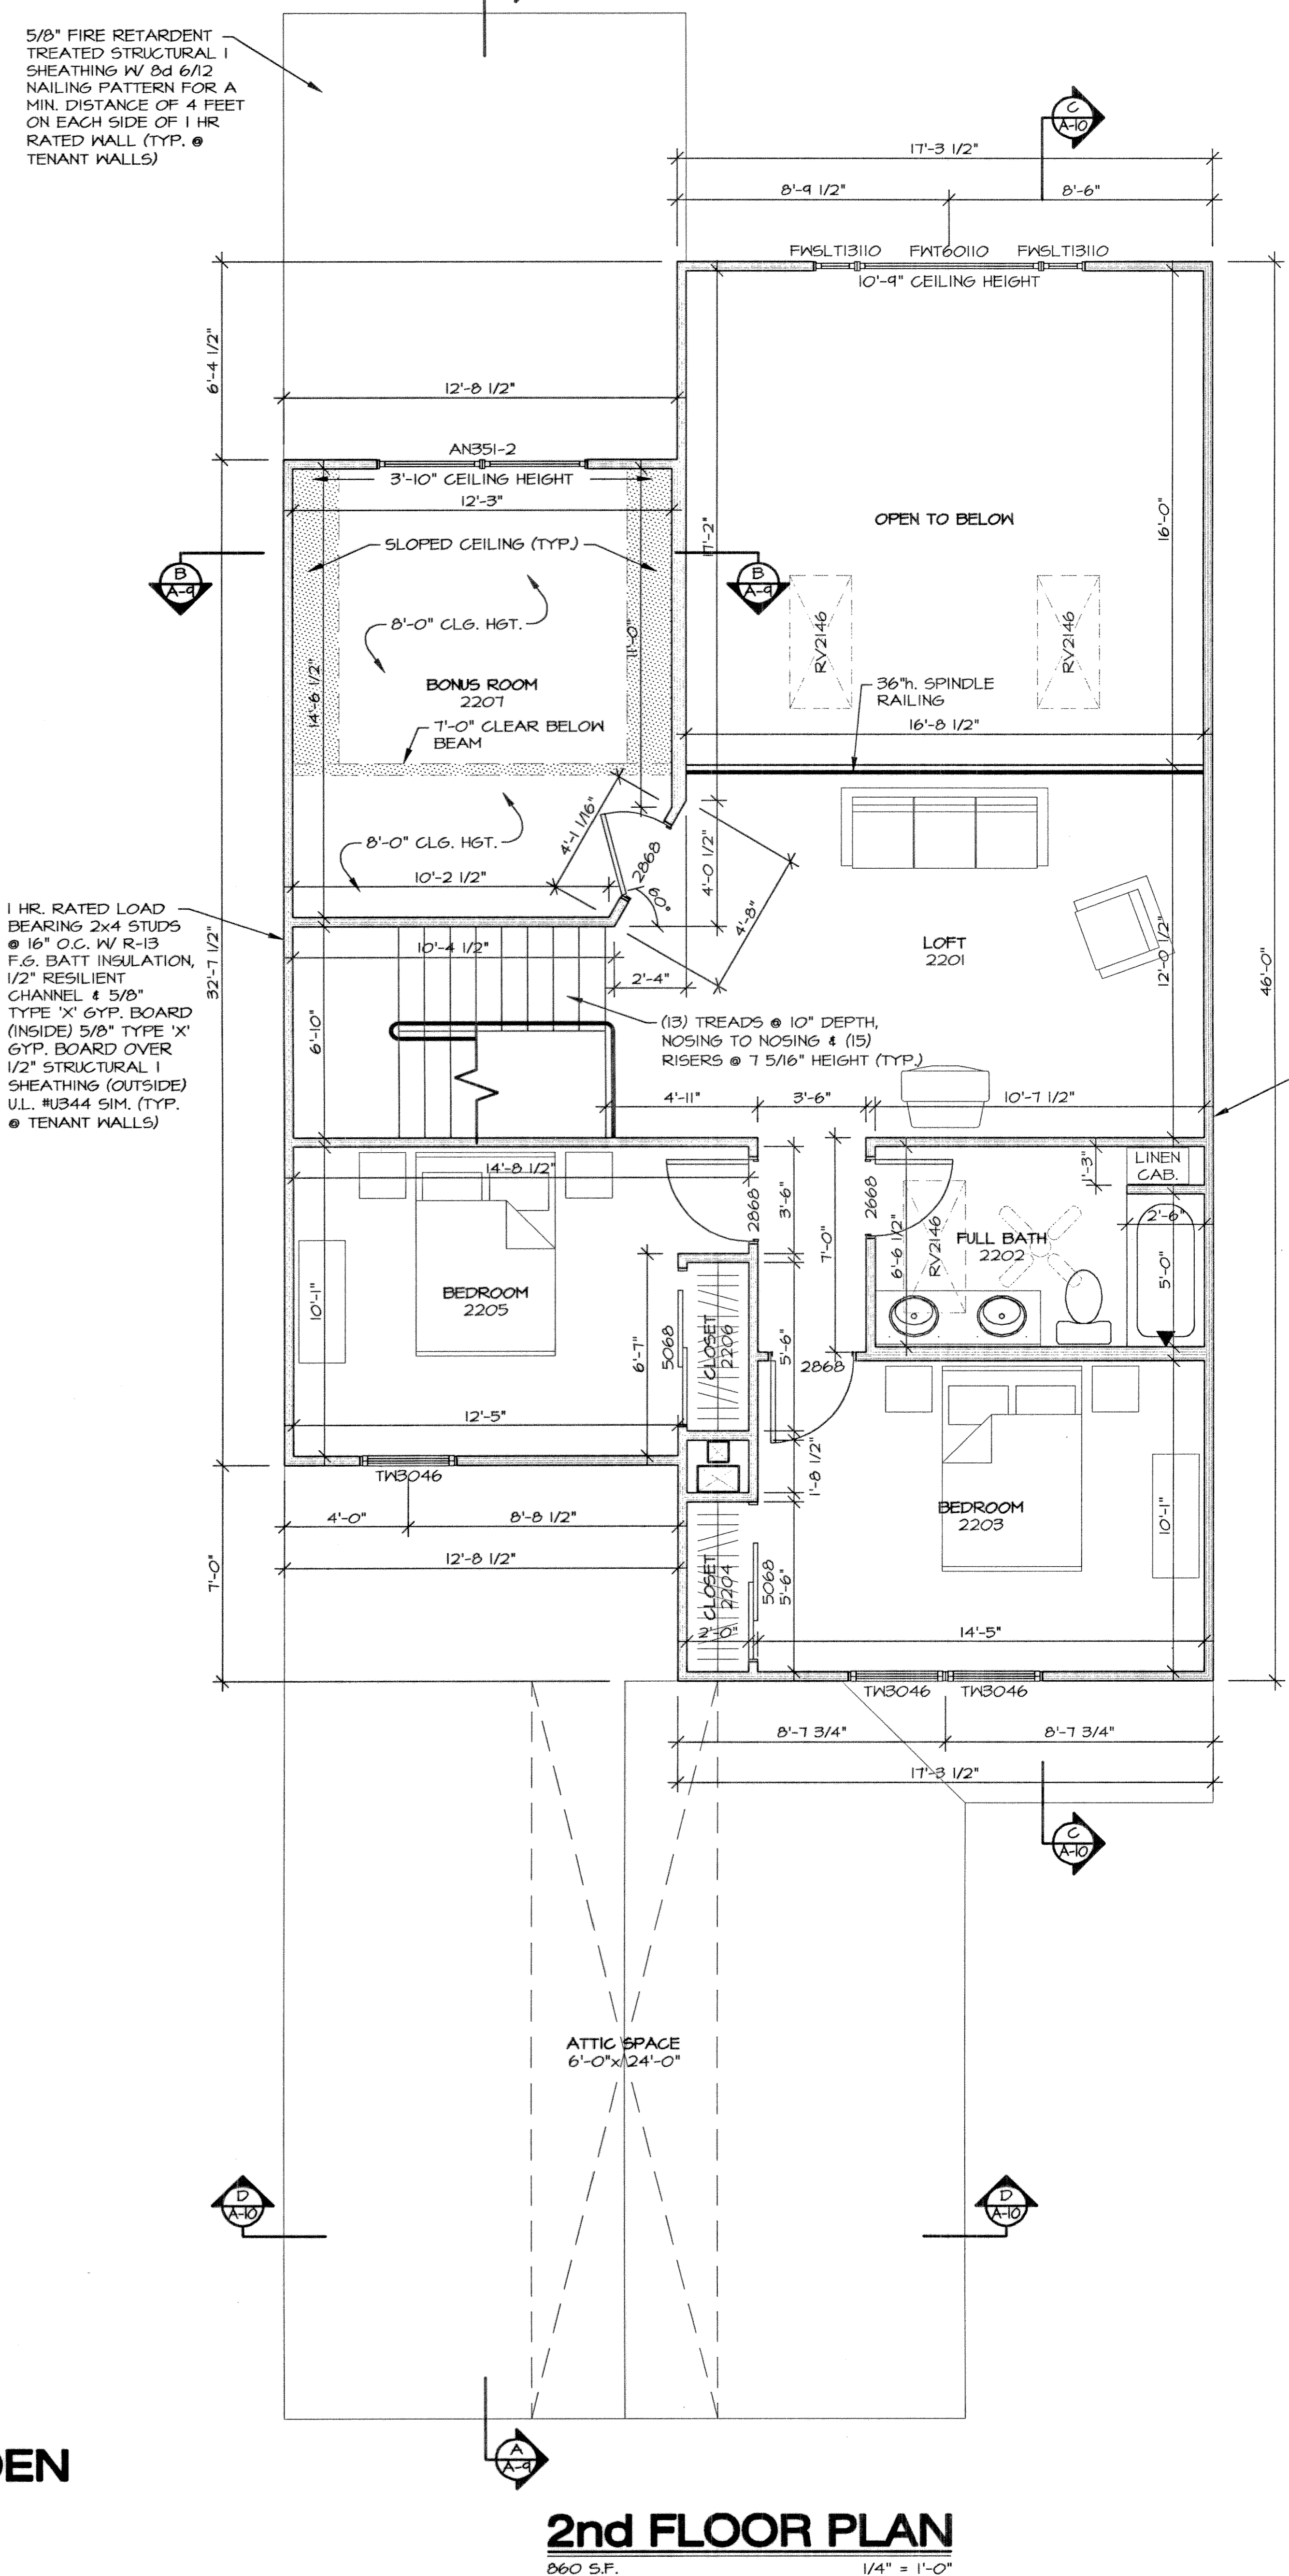 5/8" FIRE RETARDENT
TREATED STRUCTURAL I
SHEATHING W/ 8d 6/12
NAILING PATTERN FOR A
MIN. DISTANCE OF 4 FEET
ON EACH SIDE OF 1 HR
RATED WALL (TYP. @
TENANT WALLS)
C
A-10
17'-3 1/2"
8'-9 1/2"
8'-6"
FWSLT13110
FWT60110
FWSLT13110
10'-9" CEILING HEIGHT
6'-4 1/2"
12'-8 1/2"
AN351-2
3'-10" CEILING HEIGHT
12'-3"
17'-2"
16'-0"
OPEN TO BELOW
SLOPED CEILING (TYP.)
B
A-9
B
A-9
8'-0" CLG. HGT.
11'-0"
RV2146
RV2146
14'-6 1/2"
BONUS ROOM
2207
36"h. SPINDLE
RAILING
7'-0" CLEAR BELOW
BEAM
16'-8 1/2"
4'-1 1/16"
8'-0" CLG. HGT.
2868
4'-0 1/2"
10'-2 1/2"
60°
4'-8"
1 HR. RATED LOAD
BEARING 2x4 STUDS
@ 16" O.C. W/ R-13
F.G. BATT INSULATION,
1/2" RESILIENT
CHANNEL & 5/8"
TYPE 'X' GYP. BOARD
(INSIDE) 5/8" TYPE 'X'
GYP. BOARD OVER
1/2" STRUCTURAL I
SHEATHING (OUTSIDE)
U.L. #U344 SIM. (TYP.
@ TENANT WALLS)
32'-7 1/2"
10'-4 1/2"
LOFT
2201
12'-0 1/2"
46'-0"
2'-4"
6'-10"
(13) TREADS @ 10" DEPTH,
NOSING TO NOSING & (15)
RISERS @ 7 5/16" HEIGHT (TYP.)
4'-11"
3'-6"
10'-7 1/2"
14'-8 1/2"
2868
3'-6"
7'-0"
2668
6'-6 1/2"
RV2146
1'-3"
LINEN
CAB.
2'-6"
FULL BATH
2202
5'-0"
10'-1"
BEDROOM
2205
6'-7"
5068
CLOSET
2206
5'-6"
2868
12'-5"
TW3046
1'-8 1/2"
BEDROOM
2203
10'-1"
4'-0"
8'-8 1/2"
12'-8 1/2"
7'-0"
CLOSET
2204
5068
5'-6"
2'-0"
14'-5"
TW3046
TW3046
8'-7 3/4"
8'-7 3/4"
17'-3 1/2"
C
A-10
ATTIC SPACE
6'-0"x 24'-0"
D
A-10
D
A-10
A
A-9
DEN
2nd FLOOR PLAN
860 S.F.
1/4" = 1'-0"